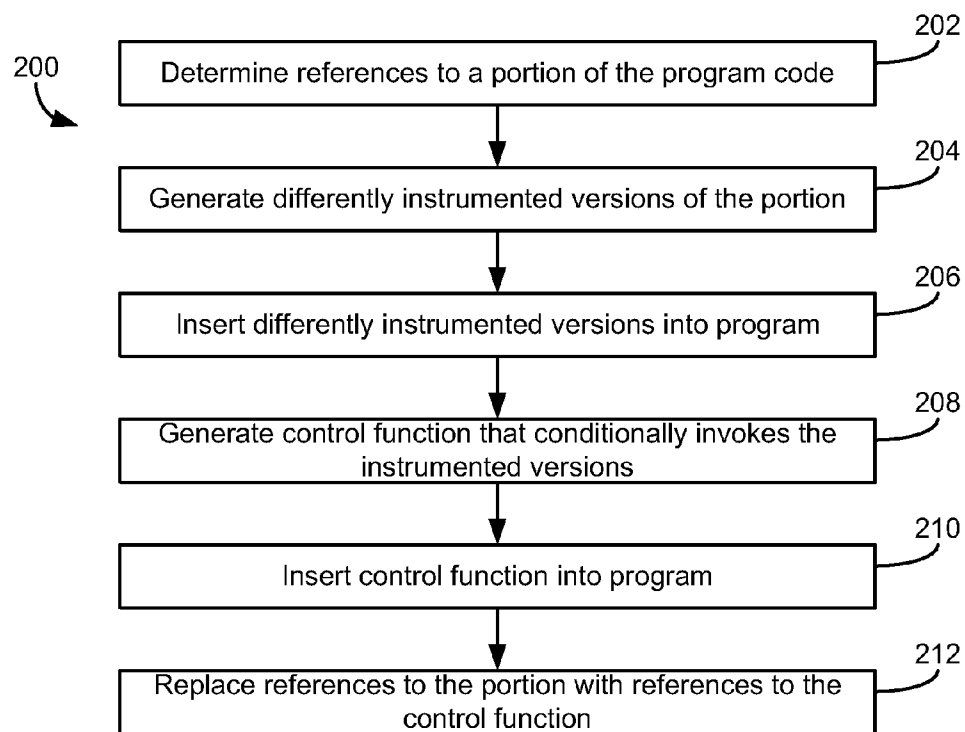 202
200
Determine references to a portion of the program code
204
Generate differently instrumented versions of the portion
206
Insert differently instrumented versions into program
208
Generate control function that conditionally invokes the
instrumented versions
210
Insert control function into program
212
Replace references to the portion with references to the
control function